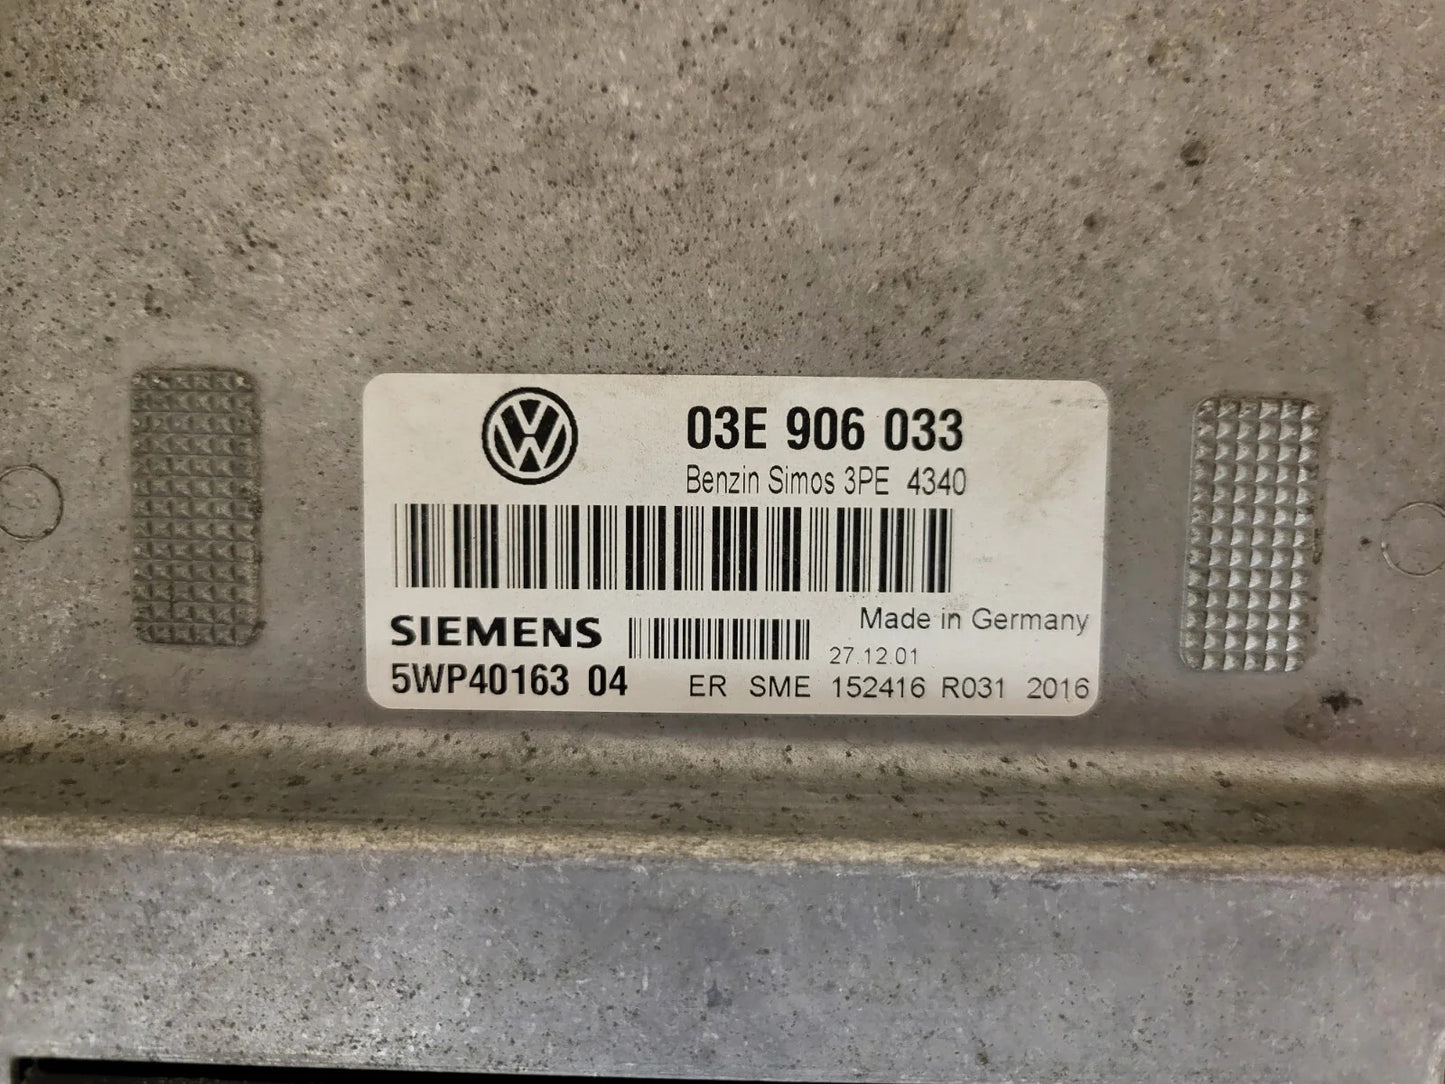 03E 906 033
Benzin Simos 3PE 4340
Made in Germany
SIEMENS
27.12.01
5WP40163 04
ER SME 152416 R031 2016